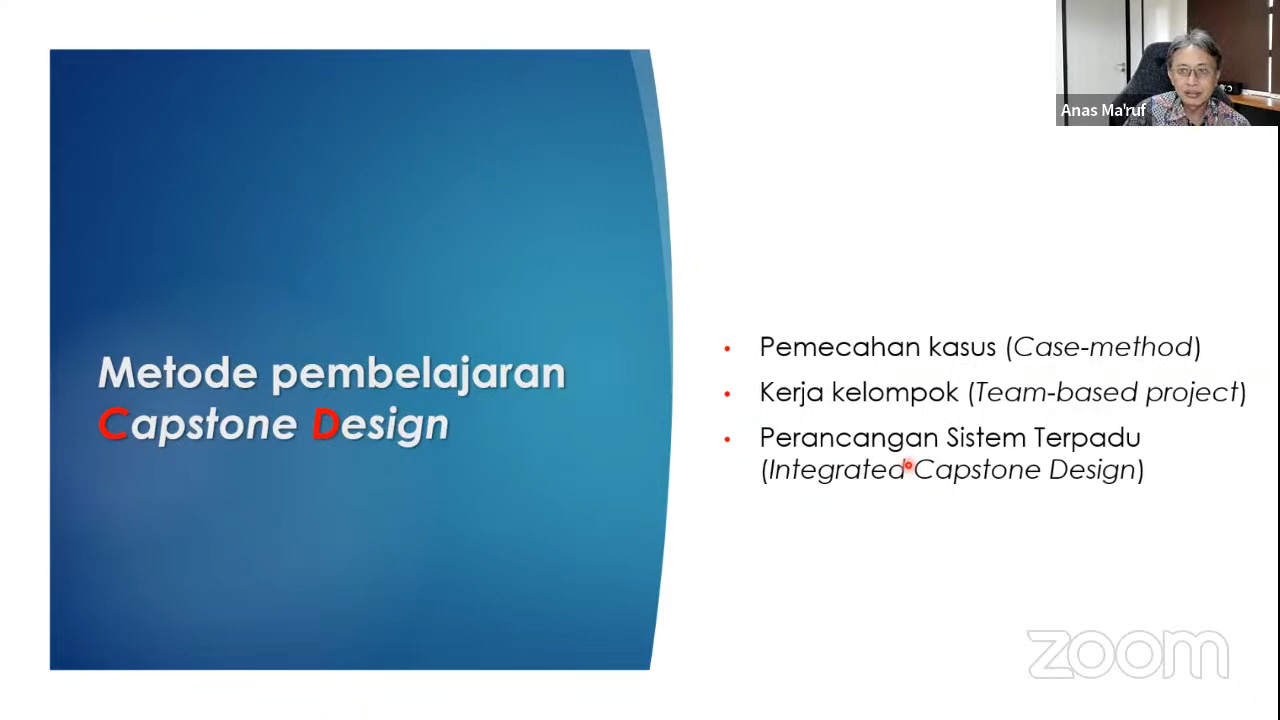 Anas Ma'ruf
Metode pembelajaran
Capstone Design
• Pemecahan kasus (Case-method)
• Kerja kelompok (Team-based project)
• Perancangan Sistem Terpadu
(Integrated Capstone Design)
zoom